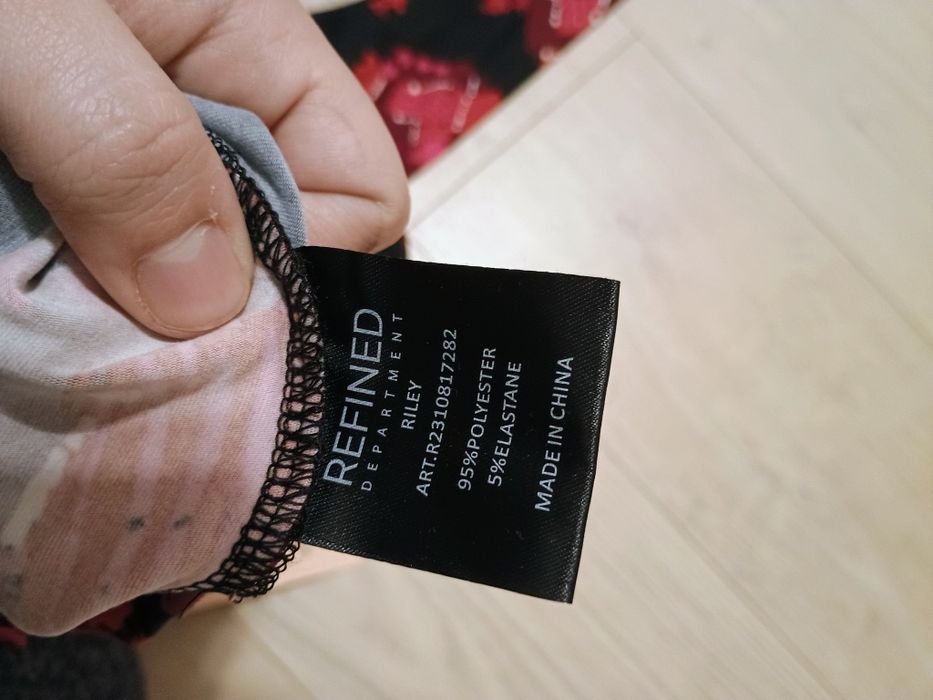 REFINED
DEPARTMENT
RILEY
ART.R2310817282
95%POLYESTER
5%ELASTANE
MADE IN CHINA